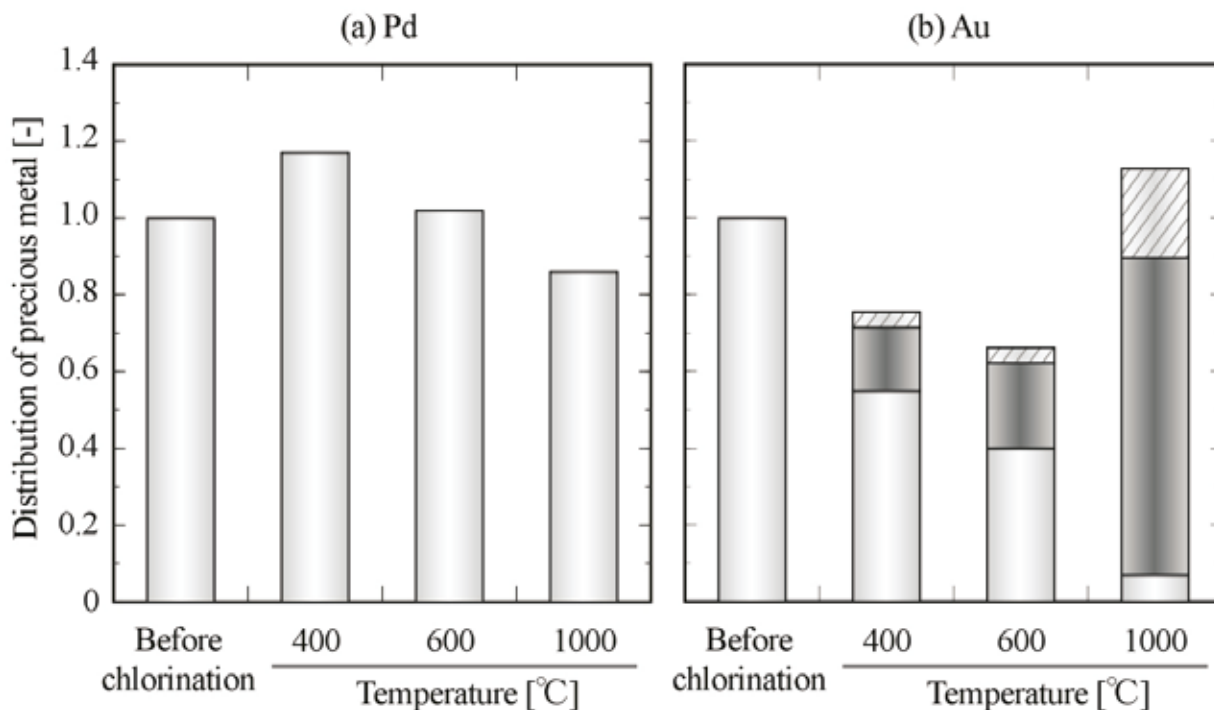 (a) Pd
(b) Au
Distribution of precious metal [-]
1.4
1.2
1.0
0.8
0.6
0.4
0.2
0
Before
chlorination
400
600
1000
Temperature [℃]
Before
chlorination
400
600
1000
Temperature [℃]